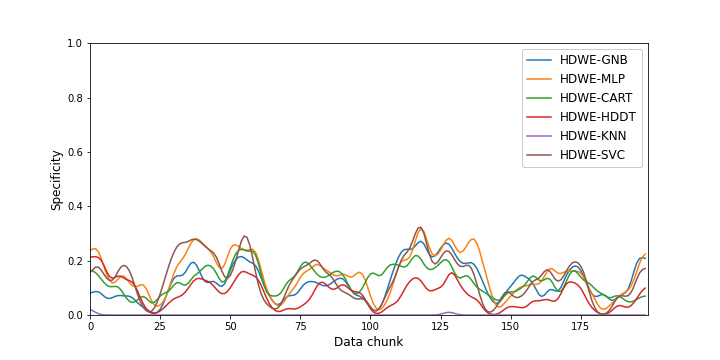 1.0
0.8
0.6
0.4
0.2
0.0
Specificity
0
25
50
75
100
125
150
175
Data chunk
HDWE-GNB
HDWE-MLP
HDWE-CART
HDWE-HDDT
HDWE-KNN
HDWE-SVC